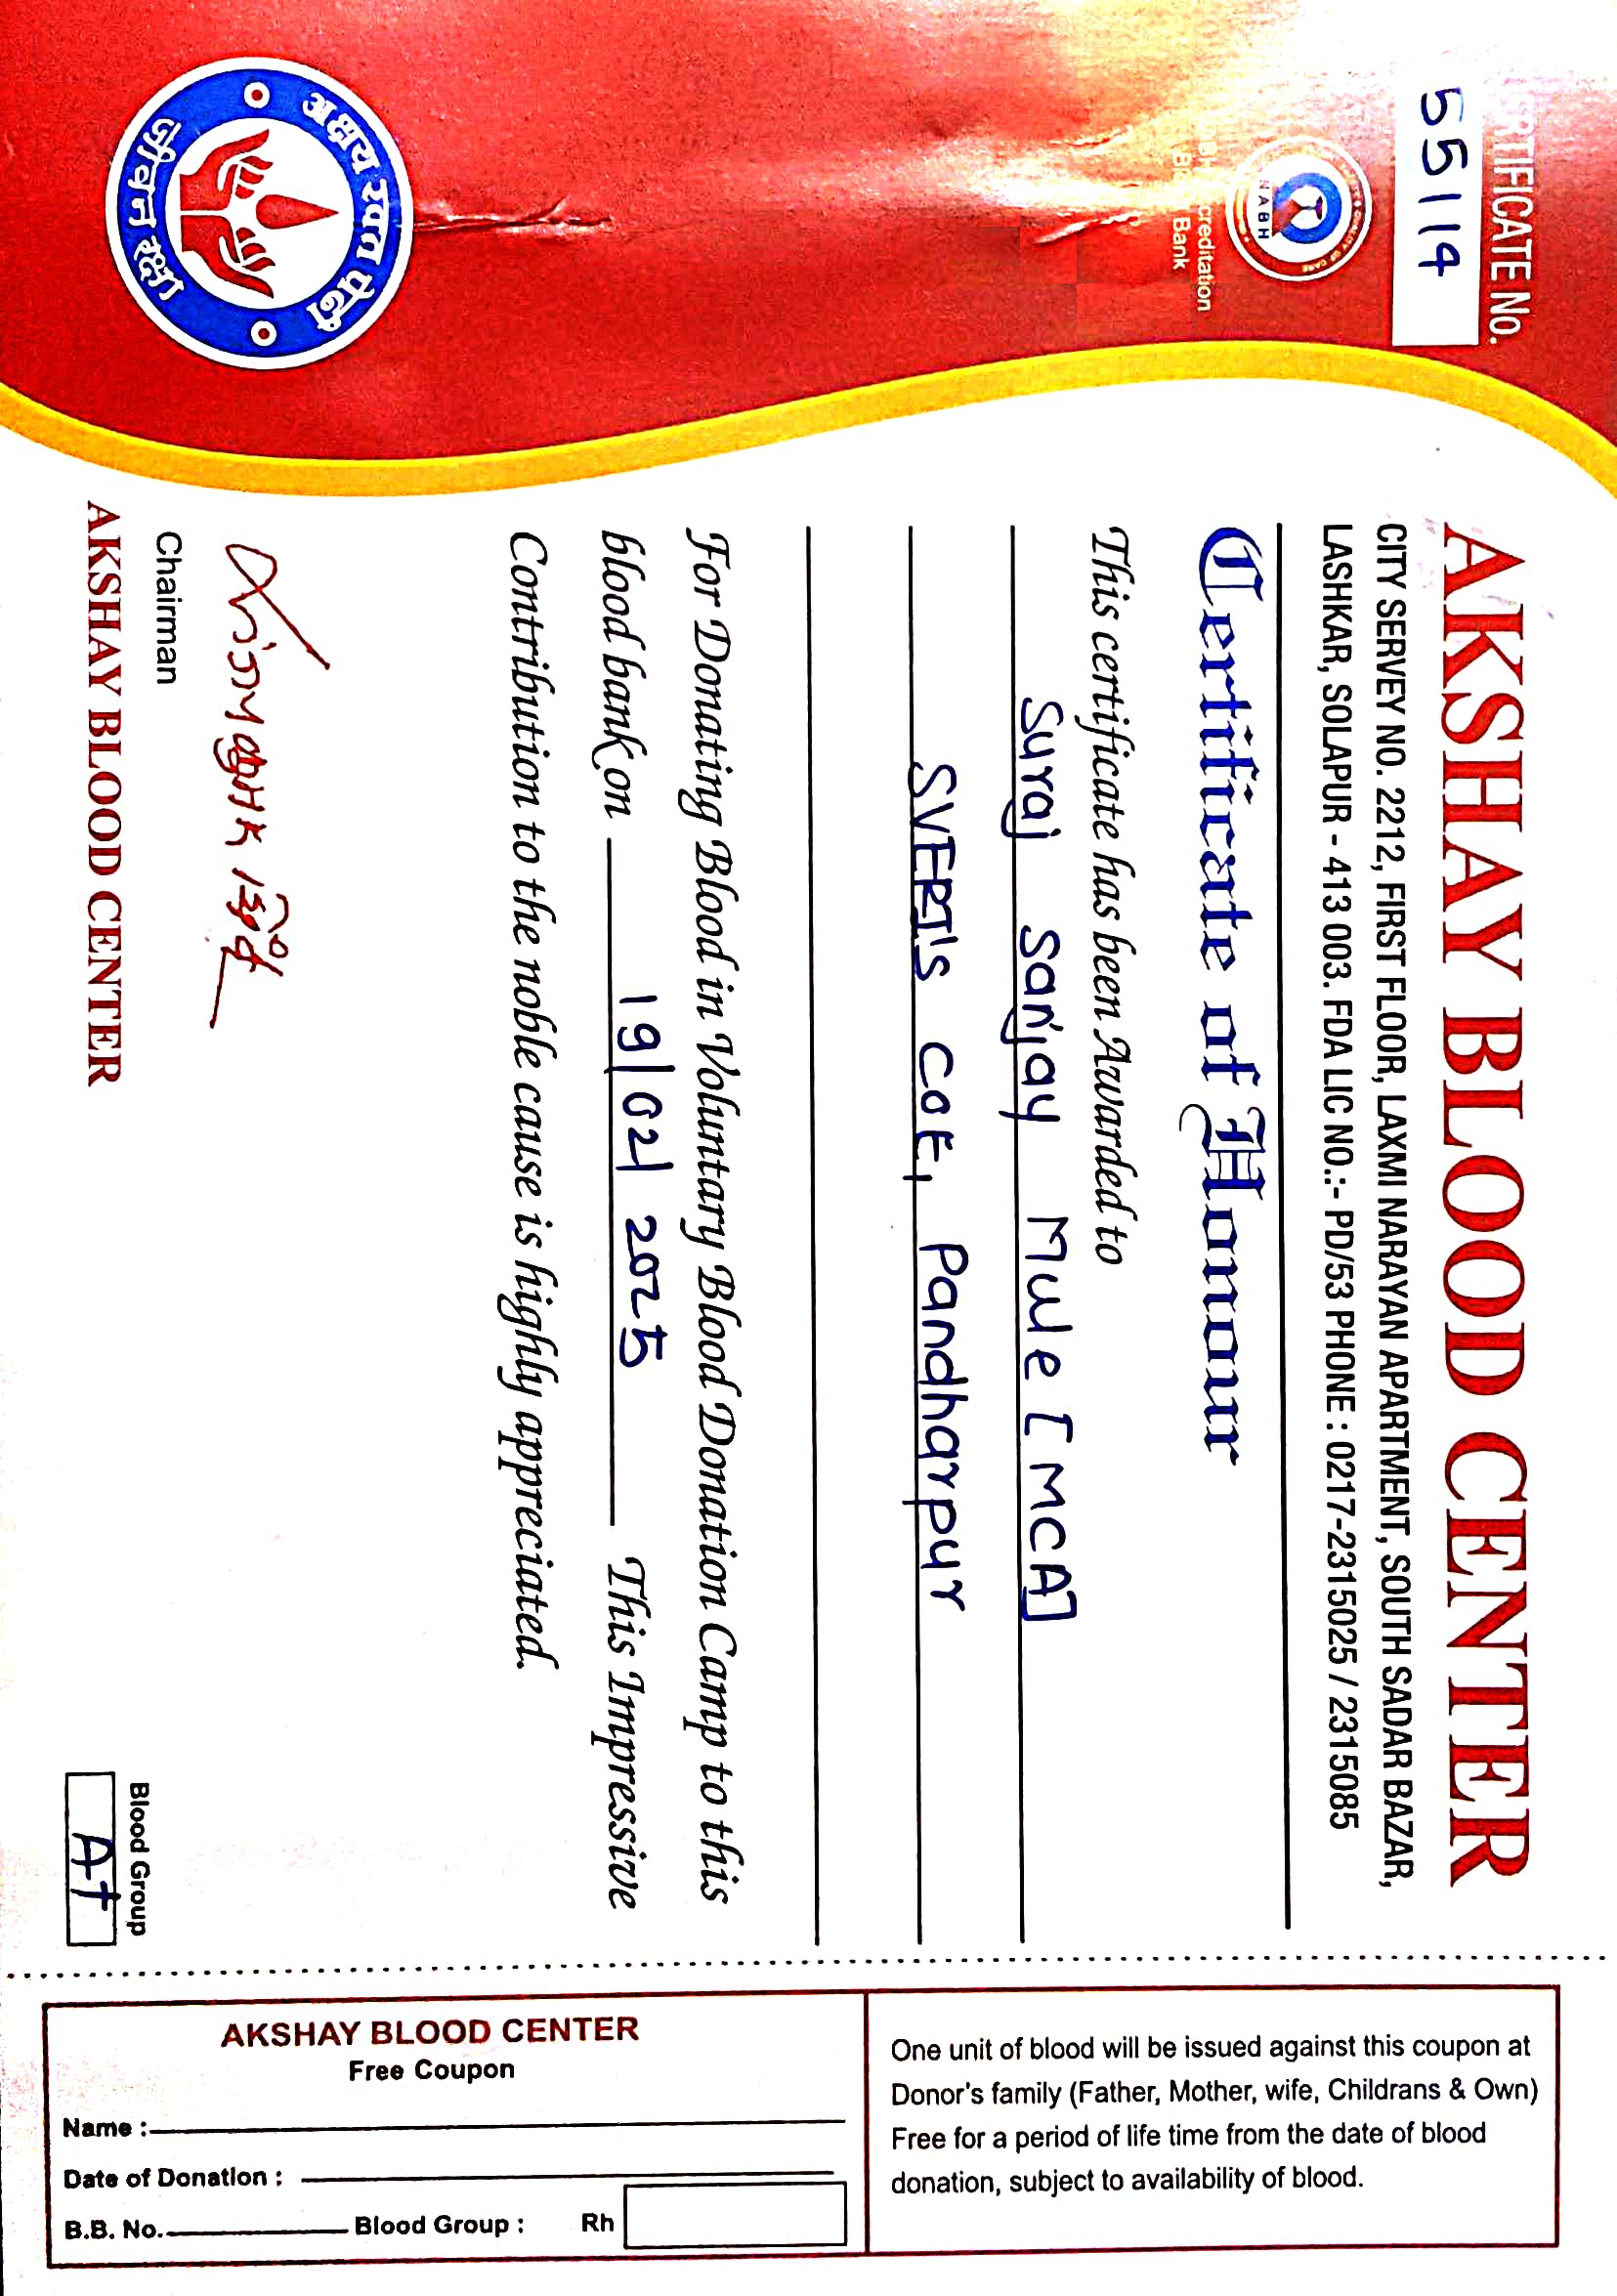 ERTIFICATE No.
55114
NABH
creditation
Bank
अक्षय रक्त पेढी
जीवन रक्षा
AKSHAY BLOOD CENTER
CITY SERVEY NO. 2212, FIRST FLOOR, LAXMI NARAYAN APARTMENT, SOUTH SADAR BAZAR,
LASHKAR, SOLAPUR - 413 003. FDA LIC NO.:- PD/53 PHONE : 0217-2315025 / 2315085
Certificate of Honour
This certificate has been Awarded to
Suraj Sanjay Mule [MCA]
SVERI's COE, Pandharpur
For Donating Blood in Voluntary Blood Donation Camp to this
blood bank on 19/02/2025 This Impressive
Contribution to the noble cause is highly appreciated.
Chairman
AKSHAY BLOOD CENTER
Blood Group
A+
AKSHAY BLOOD CENTER
Free Coupon
Name :
Date of Donation :
B.B. No. Blood Group : Rh
One unit of blood will be issued against this coupon at
Donor's family (Father, Mother, wife, Childrans & Own)
Free for a period of life time from the date of blood
donation, subject to availability of blood.